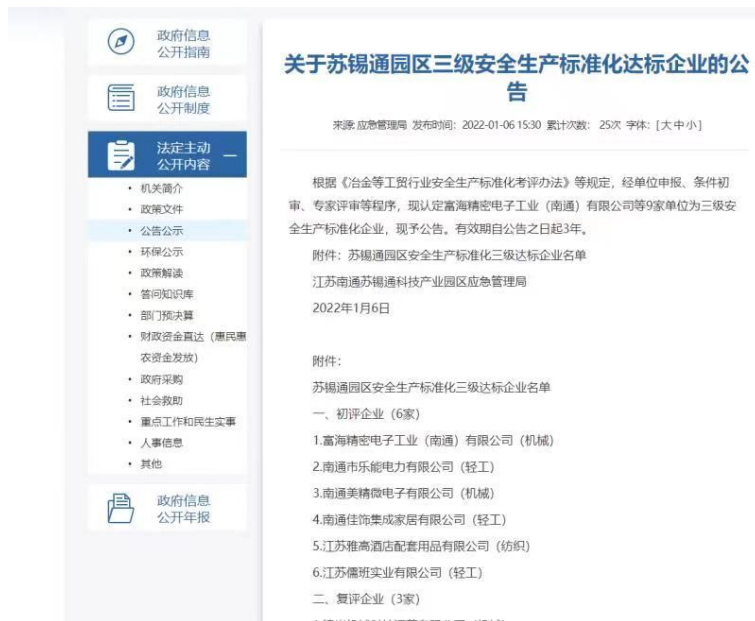 政府信息
公开指南
政府信息
公开制度
法定主动
公开内容
机关简介
政策文件
公告公示
环保公示
政策解读
答问知识库
部门预决算
财政资金直达（惠民惠
农资金发放）
政府采购
社会救助
重点工作和民生实事
人事信息
其他
政府信息
公开年报
关于苏锡通园区三级安全生产标准化达标企业的公
告
来源: 应急管理局 发布时间：2022-01-06 15:30 累计次数： 25次 字体：[ 大 中 小 ]
根据《冶金等工贸行业安全生产标准化考评办法》等规定，经单位申报、条件初
审、专家评审等程序，现认定富海精密电子工业（南通）有限公司等9家单位为三级安
全生产标准化企业，现予公告。有效期自公告之日起3年。
附件：苏锡通园区安全生产标准化三级达标企业名单
江苏南通苏锡通科技产业园区应急管理局
2022年1月6日
附件：
苏锡通园区安全生产标准化三级达标企业名单
一、初评企业（6家）
1.富海精密电子工业（南通）有限公司（机械）
2.南通市乐能电力有限公司（轻工）
3.南通美精微电子有限公司（机械）
4.南通佳饰集成家居有限公司（轻工）
5.江苏雅高酒店配套用品有限公司（纺织）
6.江苏儒班实业有限公司（轻工）
二、复评企业（3家）